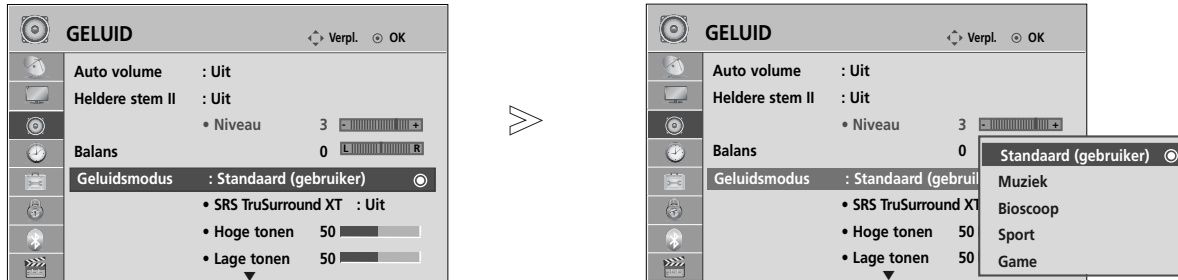 GELUID
Verpl. OK
Auto volume : Uit
Heldere stem II : Uit
• Niveau 3 - +
Balans 0 L R
Geluidsmodus : Standaard (gebruiker)
• SRS TruSurround XT : Uit
• Hoge tonen 50
• Lage tonen 50
GELUID
Verpl. OK
Auto volume : Uit
Heldere stem II : Uit
• Niveau 3 - +
Balans 0
Geluidsmodus : Standaard (gebruik
• SRS TruSurround XT
• Hoge tonen 50
• Lage tonen 50
Standaard (gebruiker)
Muziek
Bioscoop
Sport
Game